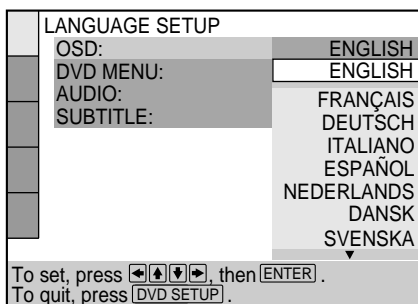 LANGUAGE SETUP
OSD: ENGLISH
DVD MENU: ENGLISH
AUDIO: FRANÇAIS
SUBTITLE: DEUTSCH
ITALIANO
ESPAÑOL
NEDERLANDS
DANSK
SVENSKA
To set, press ←↑↓→, then ENTER .
To quit, press DVD SETUP .